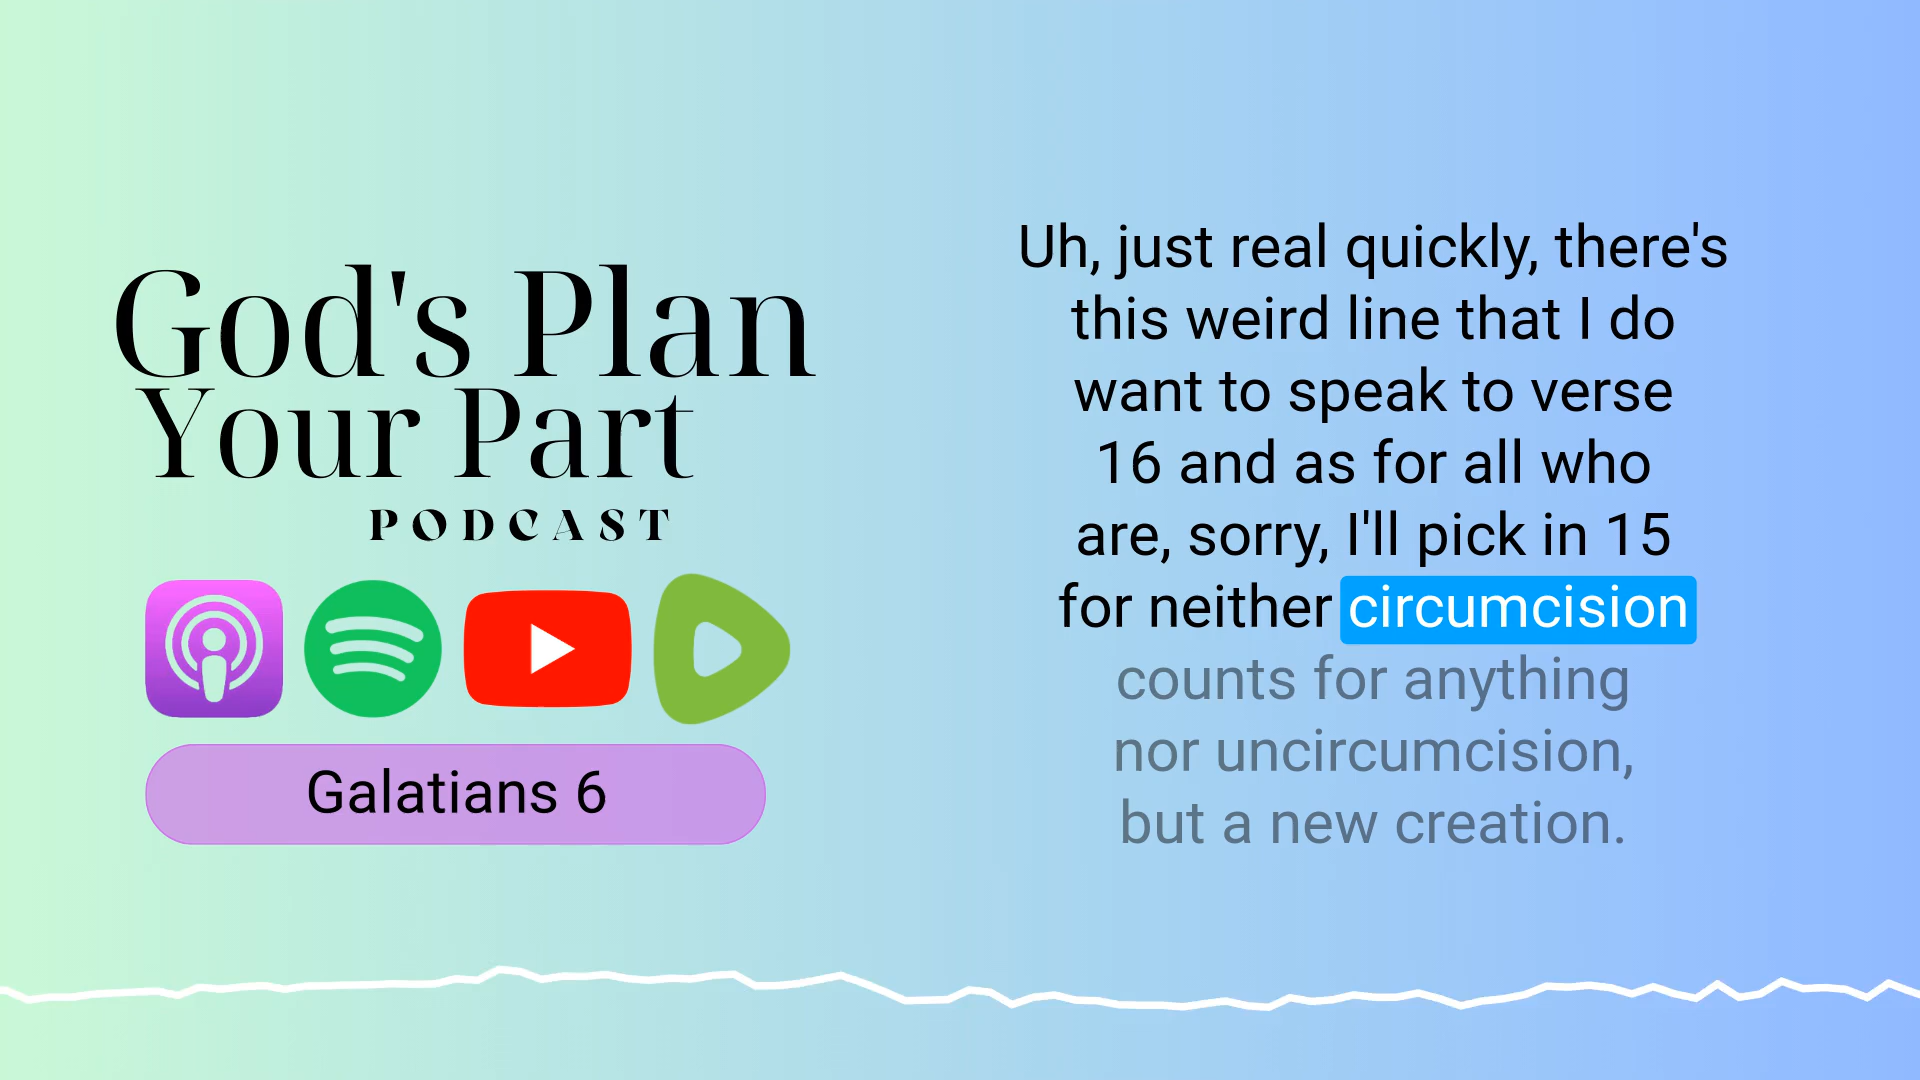 God's Plan
Your Part
PODCAST
Galatians 6
Uh, just real quickly, there's
this weird line that I do
want to speak to verse
16 and as for all who
are, sorry, I'll pick in 15
for neither circumcision
counts for anything
nor uncircumcision,
but a new creation.